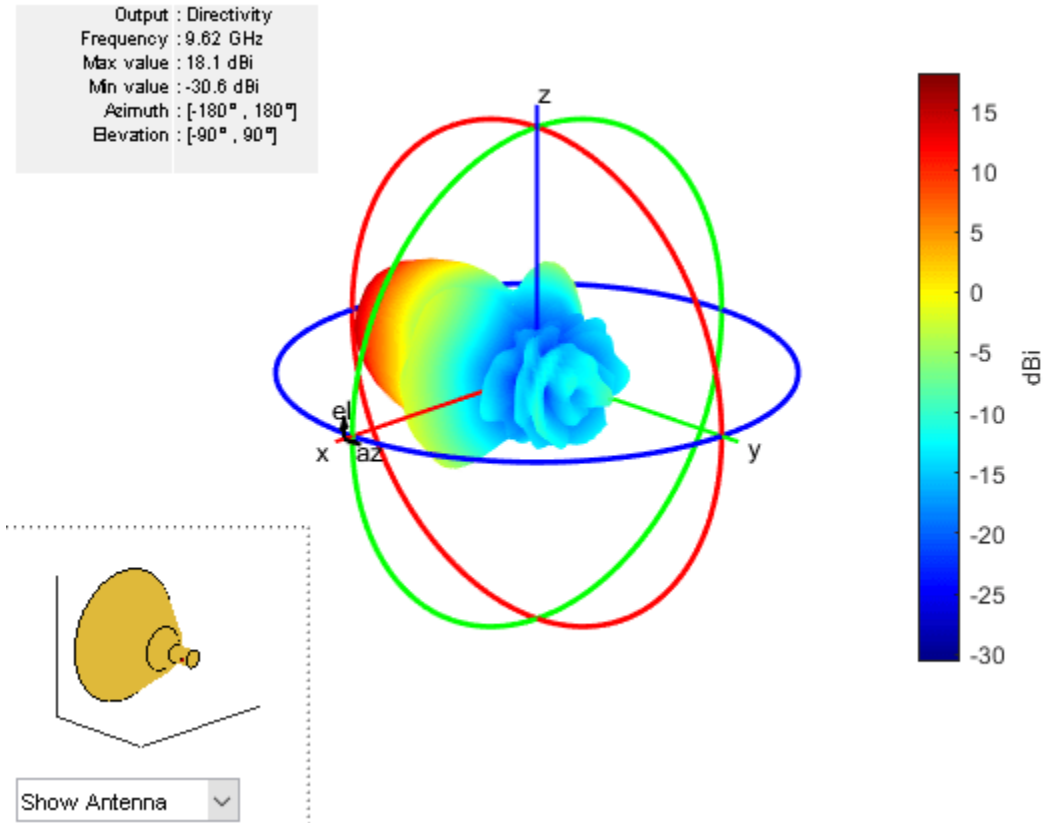 Output : Directivity
Frequency : 9.62 GHz
Max value : 18.1 dBi
Min value : -30.6 dBi
Azimuth : [-180° , 180°]
Elevation : [-90° , 90°]
z
15
10
5
0
-5
-10
-15
-20
-25
-30
dBi
el
x
az
y
Show Antenna